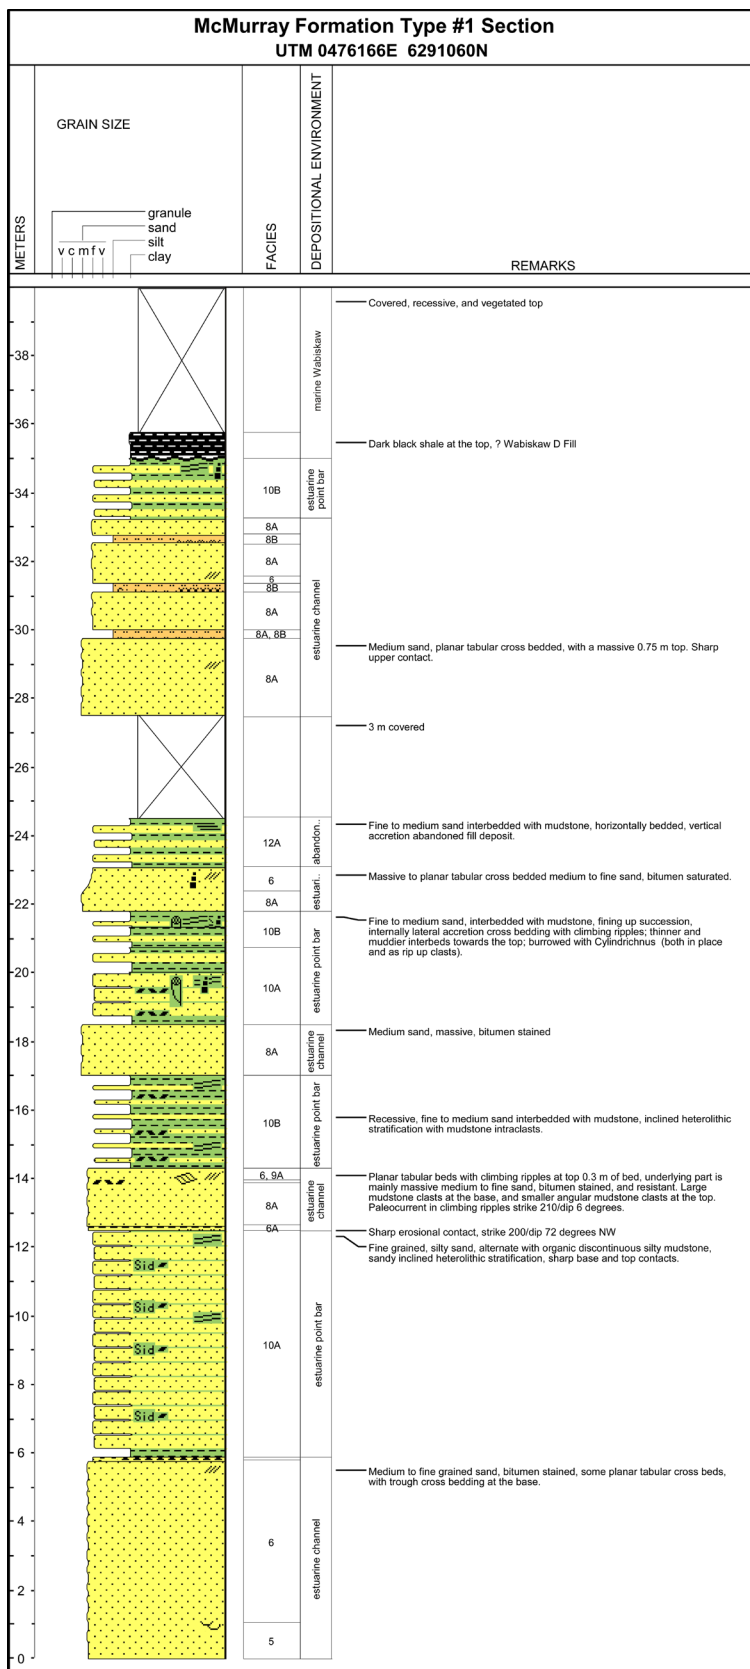 McMurray Formation Type #1 Section
UTM 0476166E 6291060N
METERS
GRAIN SIZE
granule
sand
silt
clay
v c m f v
FACIES
DEPOSITIONAL ENVIRONMENT
REMARKS
Covered, recessive, and vegetated top
38
marine Wabiskaw
36
Dark black shale at the top, ? Wabiskaw D Fill
34
10B
estuarine
point bar
8A
8B
32
8A
6
8B
8A
estuarine channel
30
8A, 8B
Medium sand, planar tabular cross bedded, with a massive 0.75 m top. Sharp
upper contact.
8A
28
3 m covered
26
24
12A
abandon..
Fine to medium sand interbedded with mudstone, horizontally bedded, vertical
accretion abandoned fill deposit.
6
estuari..
Massive to planar tabular cross bedded medium to fine sand, bitumen saturated.
22
8A
10B
Fine to medium sand, interbedded with mudstone, fining up succession,
internally lateral accretion cross bedding with climbing ripples; thinner and
muddier interbeds towards the top; burrowed with Cylindrichnus (both in place
and as rip up clasts).
20
10A
estuarine point bar
18
8A
estuarine
channel
Medium sand, massive, bitumen stained
16
10B
estuarine point bar
Recessive, fine to medium sand interbedded with mudstone, inclined heterolithic
stratification with mudstone intraclasts.
14
6, 9A
8A
estuarine
channel
Planar tabular beds with climbing ripples at top 0.3 m of bed, underlying part is
mainly massive medium to fine sand, bitumen stained, and resistant. Large
mudstone clasts at the base, and smaller angular mudstone clasts at the top.
Paleocurrent in climbing ripples strike 210/dip 6 degrees.
6A
Sharp erosional contact, strike 200/dip 72 degrees NW
12
Fine grained, silty sand, alternate with organic discontinuous silty mudstone,
sandy inclined heterolithic stratification, sharp base and top contacts.
Sid
Sid
10
10A
estuarine point bar
Sid
8
Sid
6
Medium to fine grained sand, bitumen stained, some planar tabular cross beds,
with trough cross bedding at the base.
4
6
estuarine channel
2
5
0